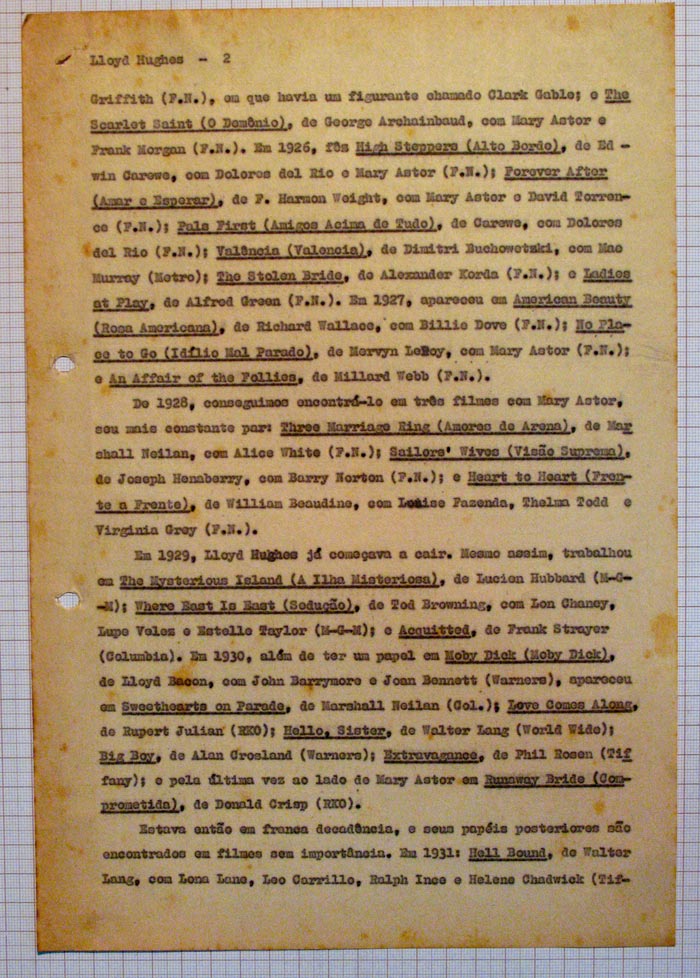 Lloyd Hughes - 2
Griffith (F.N.), em que havia um figurante chamado Clark Gable; e The
Scarlet Saint (O Demônio), de George Archainbaud, com Mary Astor e
Frank Morgan (F.N.). Em 1926, fês High Steppers (Alto Bordo), de Ed -
win Carewe, com Dolores del Rio e Mary Astor (F.N.); Forever After
(Amar e Esperar), de F. Harmon Weight, com Mary Astor e David Torren-
ce (F.N.); Pals First (Amigos Acima de Tudo), de Carewe, com Dolores
del Rio (F.N.); Valência (Valencia), de Dimitri Buchowetzki, com Mae
Murray (Metro); The Stolen Bride, de Alexander Korda (F.N.); e Ladies
at Play, de Alfred Green (F.N.). Em 1927, apareceu em American Beauty
(Rosa Americana), de Richard Wallace, com Billie Dove (F.N.); No Pla-
ce to Go (Idílio Mal Parado), de Mervyn LeRoy, com Mary Astor (F.N.);
e An Affair of the Follies, de Millard Webb (F.N.).
De 1928, conseguimos encontrá-lo em três filmes com Mary Astor,
seu mais constante par: Three Marriage Ring (Amores de Arena), de Mar
shall Neilan, com Alice White (F.N.); Sailors' Wives (Visão Suprema),
de Joseph Henaberry, com Barry Norton (F.N.); e Heart to Heart (Fren-
te a Frente), de William Beaudine, com Louise Fazenda, Thelma Todd e
Virginia Grey (F.N.).
Em 1929, Lloyd Hughes já começava a cair. Mesmo assim, trabalhou
em The Mysterious Island (A Ilha Misteriosa), de Lucien Hubbard (M-G-
-M); Where East Is East (Sedução), de Tod Browning, com Lon Chaney,
Lupe Velez e Estelle Taylor (M-G-M); e Acquitted, de Frank Strayer
(Columbia). Em 1930, além de ter um papel em Moby Dick (Moby Dick),
de Lloyd Bacon, com John Barrymore e Joan Bennett (Warners), apareceu
em Sweethearts on Parade, de Marshall Neilan (Col.); Love Comes Along,
de Rupert Julian (RKO); Hello, Sister, de Walter Lang (World Wide);
Big Boy, de Alan Crosland (Warners); Extravagance, de Phil Rosen (Tif
fany); e pela última vez ao lado de Mary Astor em Runaway Bride (Com-
prometida), de Donald Crisp (RKO).
Estava então em franca decadência, e seus papéis posteriores são
encontrados em filmes sem importância. Em 1931: Hell Bound, de Walter
Lang, com Lona Lane, Leo Carrillo, Ralph Ince e Helene Chadwick (Tif-